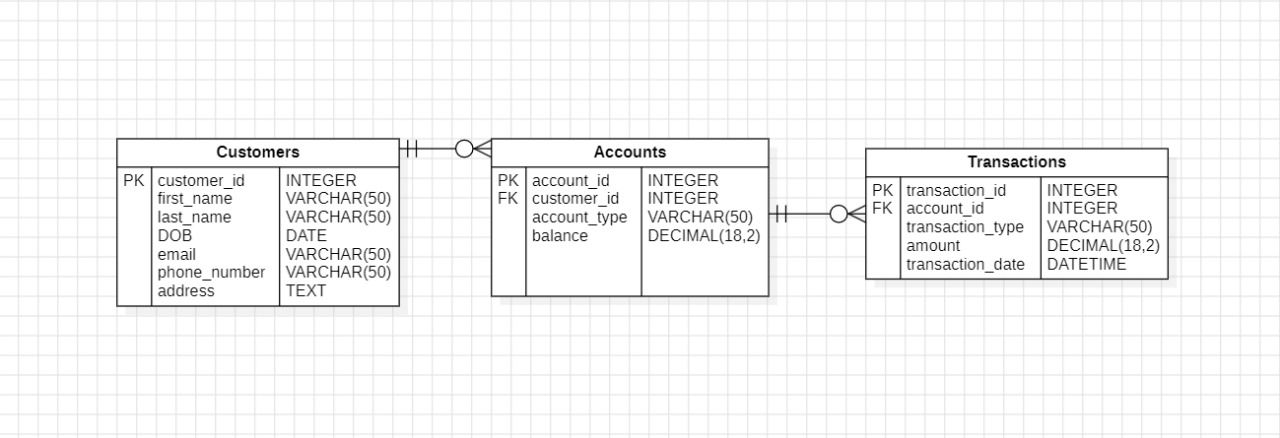 Customers
PK customer_id INTEGER
first_name VARCHAR(50)
last_name VARCHAR(50)
DOB DATE
email VARCHAR(50)
phone_number VARCHAR(50)
address TEXT
Accounts
PK account_id INTEGER
FK customer_id INTEGER
account_type VARCHAR(50)
balance DECIMAL(18,2)
Transactions
PK transaction_id INTEGER
FK account_id INTEGER
transaction_type VARCHAR(50)
amount DECIMAL(18,2)
transaction_date DATETIME